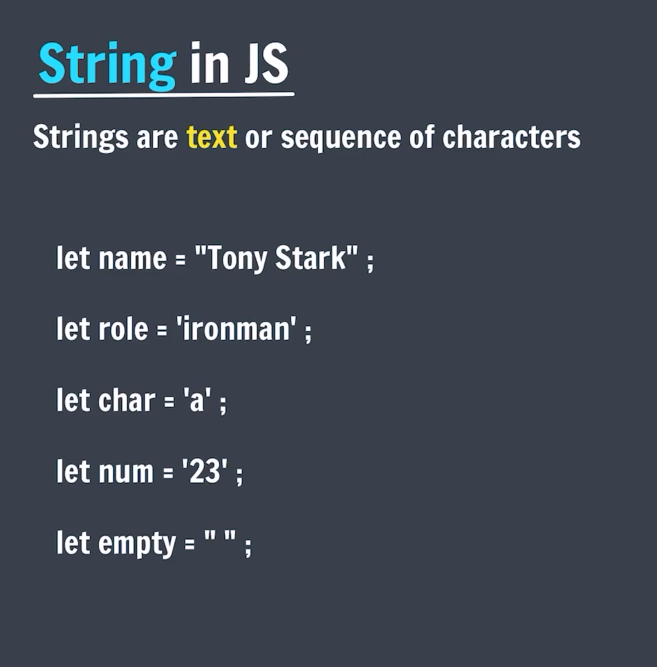 String in JS
Strings are text or sequence of characters
let name = "Tony Stark" ;
let role = 'ironman' ;
let char = 'a' ;
let num = '23' ;
let empty = " " ;